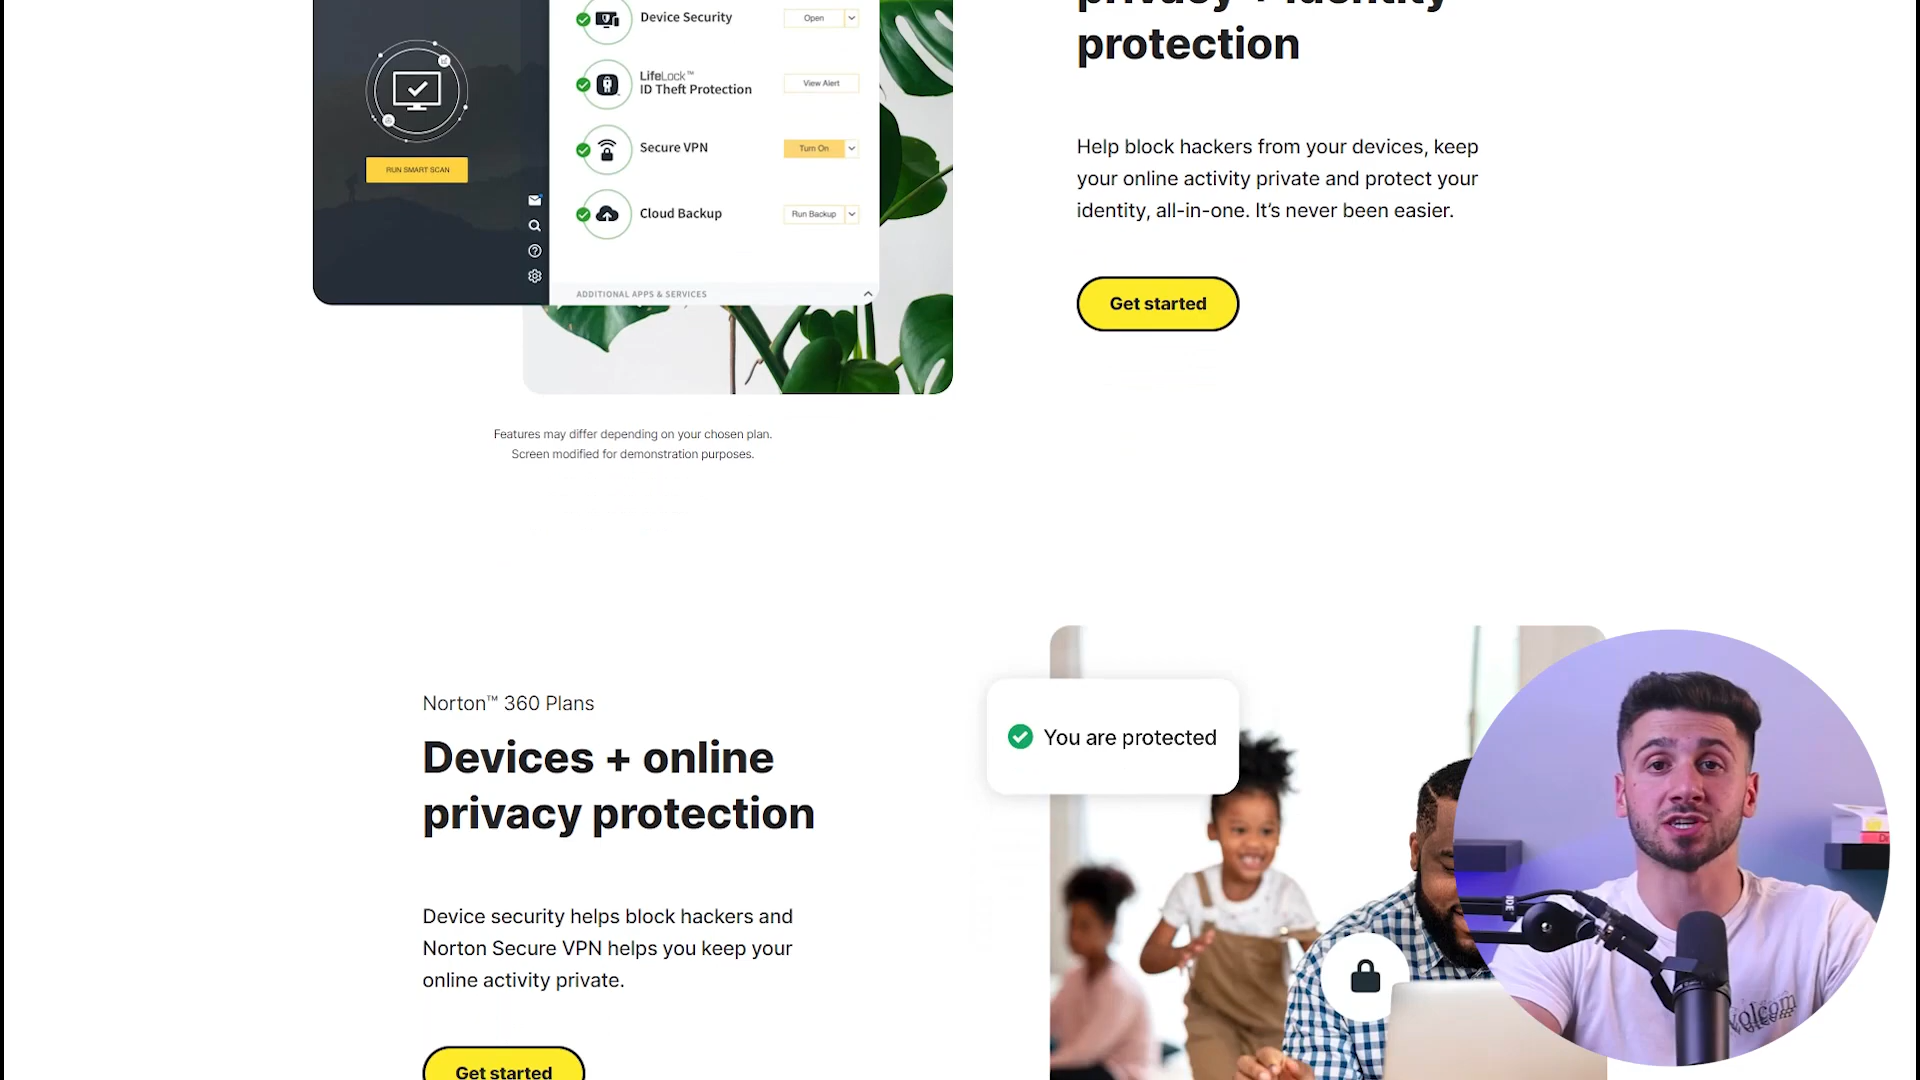 Device Security
Open
LifeLock™
ID Theft Protection
View Alert
Secure VPN
Turn On
Cloud Backup
Run Backup
RUN SMART SCAN
ADDITIONAL APPS & SERVICES
Features may differ depending on your chosen plan.
Screen modified for demonstration purposes.
privacy + identity
protection
Help block hackers from your devices, keep
your online activity private and protect your
identity, all-in-one. It’s never been easier.
Get started
Norton™ 360 Plans
Devices + online
privacy protection
Device security helps block hackers and
Norton Secure VPN helps you keep your
online activity private.
Get started
You are protected
volcom